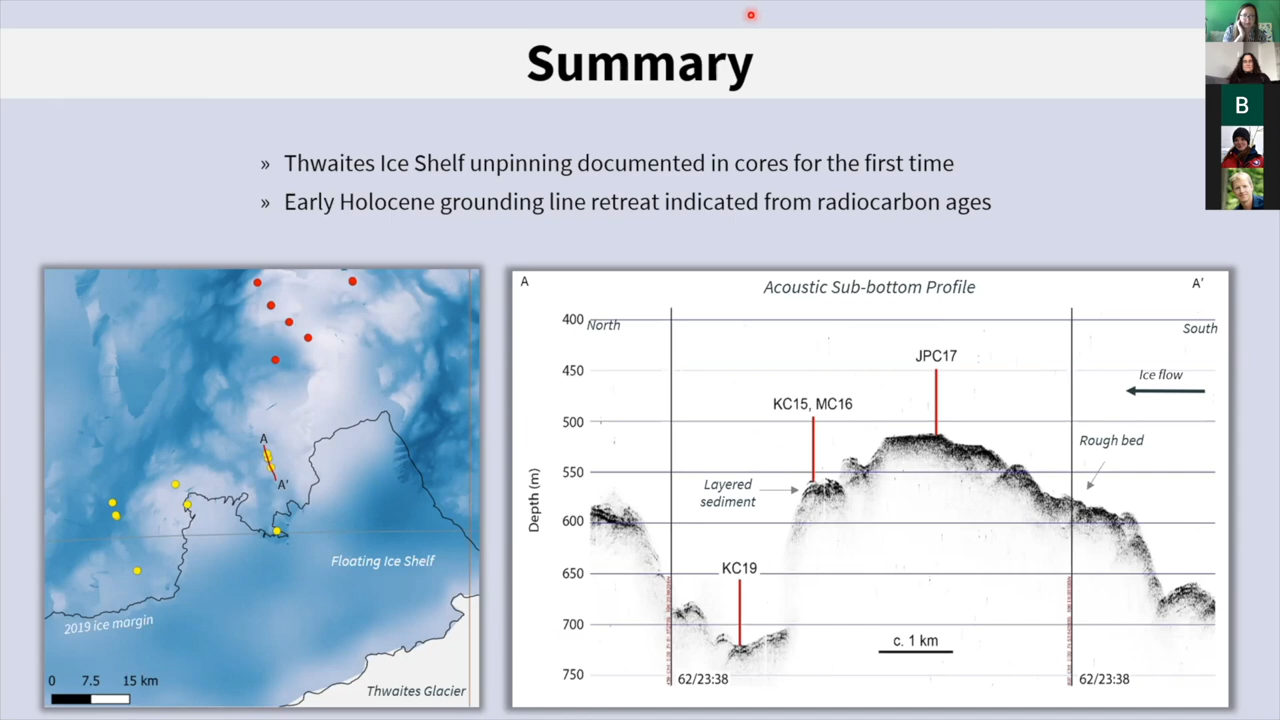 Summary
B
» Thwaites Ice Shelf unpinning documented in cores for the first time
» Early Holocene grounding line retreat indicated from radiocarbon ages
A
A'
Floating Ice Shelf
2019 ice margin
0 7.5 15 km
Thwaites Glacier
A
Acoustic Sub-bottom Profile
A'
400
North
South
JPC17
450
Ice flow
KC15, MC16
500
Rough bed
550
Layered
sediment
Depth (m)
600
KC19
650
700
c. 1 km
750
62/23:38
62/23:38